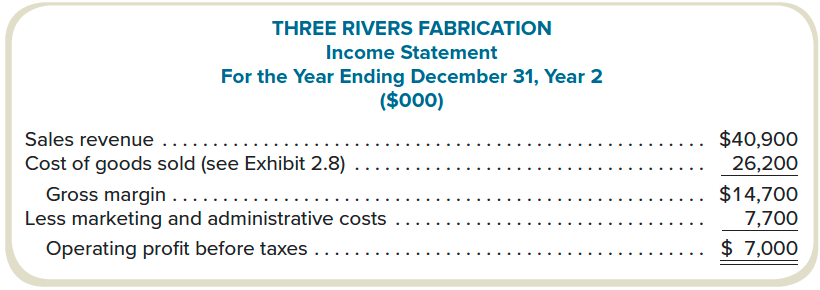 THREE RIVERS FABRICATION
Income Statement
For the Year Ending December 31, Year 2
($000)
Sales revenue . . . . . . . . . . . . . . . . . . . . . . . . . . . . . . . . . . . . . . . . . . . . . . . . . . . . . . $40,900
Cost of goods sold (see Exhibit 2.8) . . . . . . . . . . . . . . . . . . . . . . . . . . . . . . . . . . . 26,200
Gross margin . . . . . . . . . . . . . . . . . . . . . . . . . . . . . . . . . . . . . . . . . . . . . . . . . . . . . $14,700
Less marketing and administrative costs . . . . . . . . . . . . . . . . . . . . . . . . . . . . . . . 7,700
Operating profit before taxes . . . . . . . . . . . . . . . . . . . . . . . . . . . . . . . . . . . . . . . $ 7,000